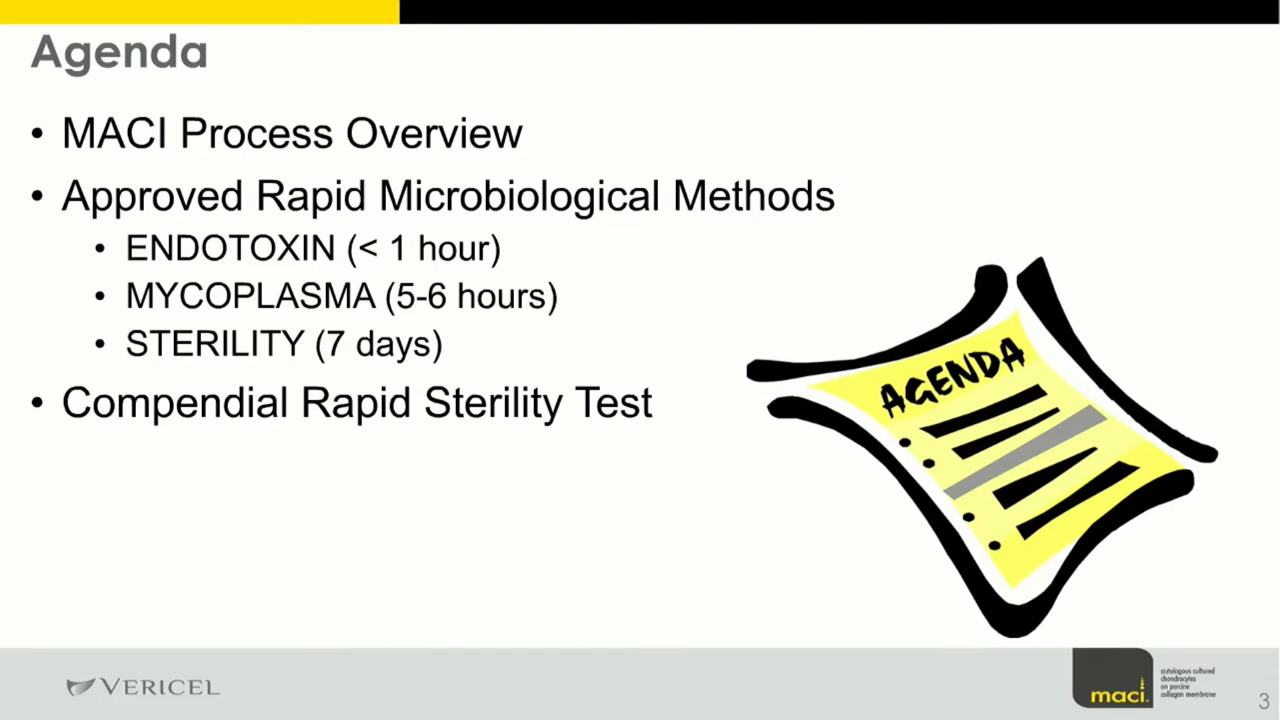 Agenda
• MACI Process Overview
• Approved Rapid Microbiological Methods
• ENDOTOXIN (< 1 hour)
• MYCOPLASMA (5-6 hours)
• STERILITY (7 days)
• Compendial Rapid Sterility Test
AGENDA
VERICEL
maci
autologous cultured
chondrocytes
on porcine
collagen membrane
3